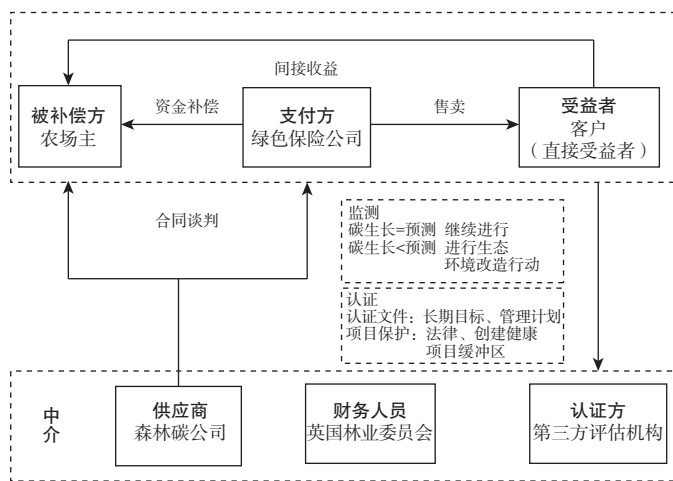 间接收益
被补偿方
农场主
资金补偿
支付方
绿色保险公司
售卖
受益者
客户
(直接受益者)
合同谈判
监测
碳生长=预测 继续进行
碳生长<预测 进行生态
环境改造行动
认证
认证文件：长期目标、管理计划
项目保护：法律、创建健康
项目缓冲区
中介
供应商
森林碳公司
财务人员
英国林业委员会
认证方
第三方评估机构